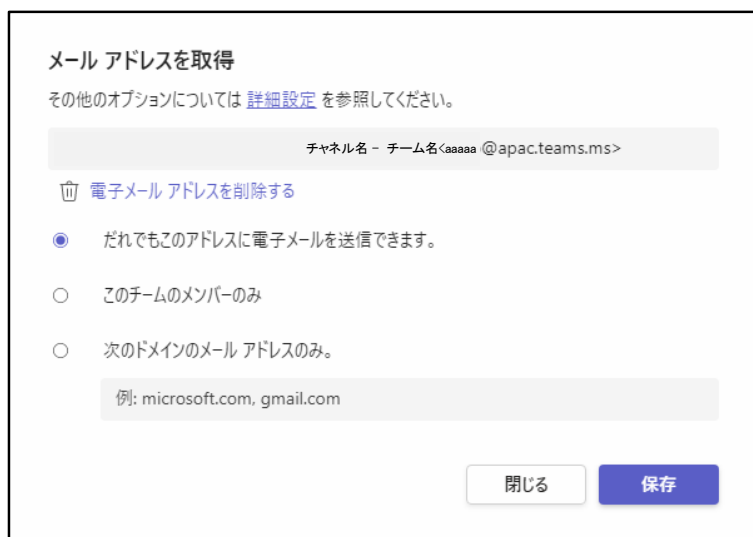 メール アドレスを取得
その他のオプションについては 詳細設定 を参照してください。
チャネル名 - チーム名<aaaaa @apac.teams.ms>
電子メール アドレスを削除する
だれでもこのアドレスに電子メールを送信できます。
このチームのメンバーのみ
次のドメインのメール アドレスのみ。
例: microsoft.com, gmail.com
閉じる
保存